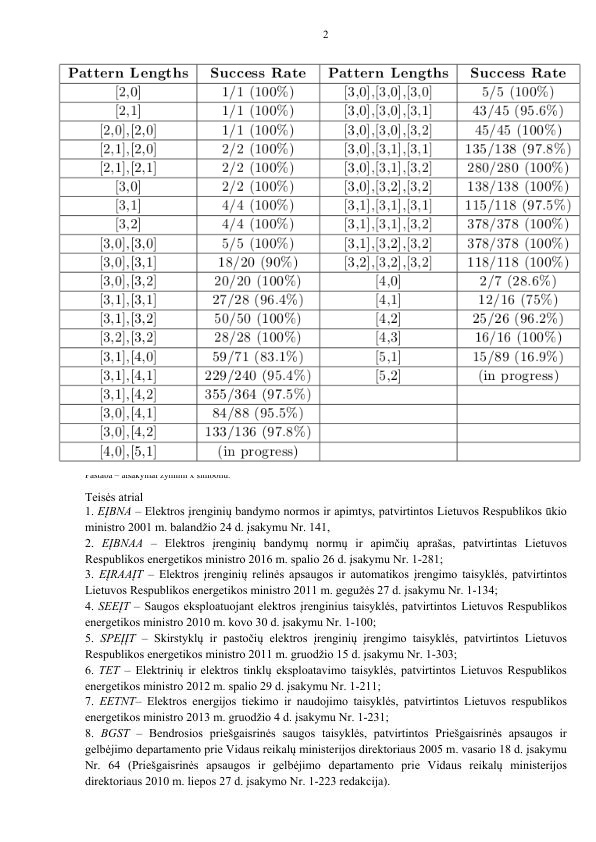 2
Pattern Lengths Success Rate Pattern Lengths Success Rate
[2,0] 1/1 (100%) [3,0],[3,0],[3,0] 5/5 (100%)
[2,1] 1/1 (100%) [3,0],[3,0],[3,1] 43/45 (95.6%)
[2,0],[2,0] 1/1 (100%) [3,0],[3,0],[3,2] 45/45 (100%)
[2,1],[2,0] 2/2 (100%) [3,0],[3,1],[3,1] 135/138 (97.8%)
[2,1],[2,1] 2/2 (100%) [3,0],[3,1],[3,2] 280/280 (100%)
[3,0] 2/2 (100%) [3,0],[3,2],[3,2] 138/138 (100%)
[3,1] 4/4 (100%) [3,1],[3,1],[3,1] 115/118 (97.5%)
[3,2] 4/4 (100%) [3,1],[3,1],[3,2] 378/378 (100%)
[3,0],[3,0] 5/5 (100%) [3,1],[3,2],[3,2] 378/378 (100%)
[3,0],[3,1] 18/20 (90%) [3,2],[3,2],[3,2] 118/118 (100%)
[3,0],[3,2] 20/20 (100%) [4,0] 2/7 (28.6%)
[3,1],[3,1] 27/28 (96.4%) [4,1] 12/16 (75%)
[3,1],[3,2] 50/50 (100%) [4,2] 25/26 (96.2%)
[3,2],[3,2] 28/28 (100%) [4,3] 16/16 (100%)
[3,1],[4,0] 59/71 (83.1%) [5,1] 15/89 (16.9%)
[3,1],[4,1] 229/240 (95.4%) [5,2] (in progress)
[3,1],[4,2] 355/364 (97.5%)
[3,0],[4,1] 84/88 (95.5%)
[3,0],[4,2] 133/136 (97.8%)
[4,0],[5,1] (in progress)
Pastaba – atsakymai žymimi x simboliu.
Teisės atrial
1. EĮBNA – Elektros įrenginių bandymo normos ir apimtys, patvirtintos Lietuvos Respublikos ūkio
ministro 2001 m. balandžio 24 d. įsakymu Nr. 141,
2. EĮBNAA – Elektros įrenginių bandymų normų ir apimčių aprašas, patvirtintas Lietuvos
Respublikos energetikos ministro 2016 m. spalio 26 d. įsakymu Nr. 1-281;
3. EĮRAAĮT – Elektros įrenginių relinės apsaugos ir automatikos įrengimo taisyklės, patvirtintos
Lietuvos Respublikos energetikos ministro 2011 m. gegužės 27 d. įsakymu Nr. 1-134;
4. SEEĮT – Saugos eksploatuojant elektros įrenginius taisyklės, patvirtintos Lietuvos Respublikos
energetikos ministro 2010 m. kovo 30 d. įsakymu Nr. 1-100;
5. SPEĮĮT – Skirstyklų ir pastočių elektros įrenginių įrengimo taisyklės, patvirtintos Lietuvos
Respublikos energetikos ministro 2011 m. gruodžio 15 d. įsakymu Nr. 1-303;
6. TET – Elektrinių ir elektros tinklų eksploatavimo taisyklės, patvirtintos Lietuvos Respublikos
energetikos ministro 2012 m. spalio 29 d. įsakymu Nr. 1-211;
7. EETNT– Elektros energijos tiekimo ir naudojimo taisyklės, patvirtintos Lietuvos respublikos
energetikos ministro 2013 m. gruodžio 4 d. įsakymu Nr. 1-231;
8. BGST – Bendrosios priešgaisrinės saugos taisyklės, patvirtintos Priešgaisrinės apsaugos ir
gelbėjimo departamento prie Vidaus reikalų ministerijos direktoriaus 2005 m. vasario 18 d. įsakymu
Nr. 64 (Priešgaisrinės apsaugos ir gelbėjimo departamento prie Vidaus reikalų ministerijos
direktoriaus 2010 m. liepos 27 d. įsakymo Nr. 1-223 redakcija).